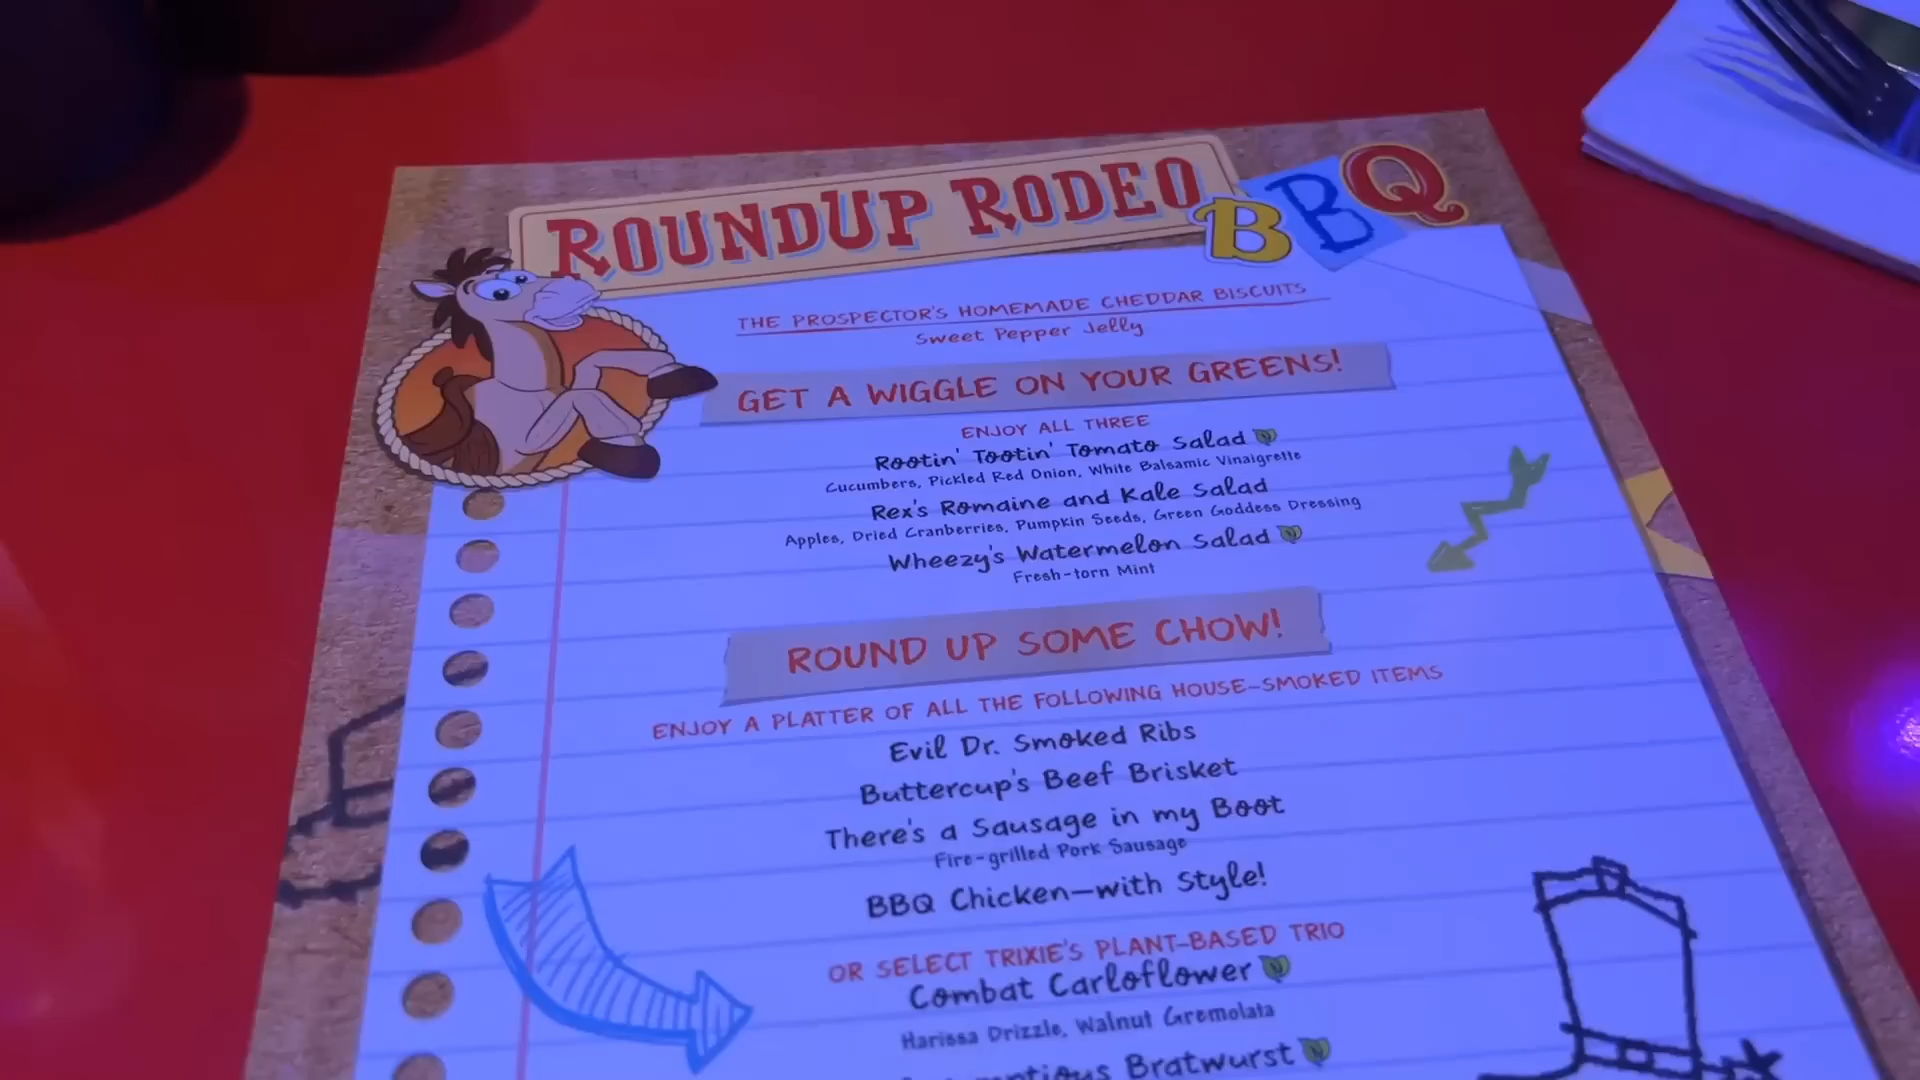 ROUNDUP RODEO BBQ
THE PROSPECTOR'S HOMEMADE CHEDDAR BISCUITS
Sweet Pepper Jelly
GET A WIGGLE ON YOUR GREENS!
ENJOY ALL THREE
Rootin' Tootin' Tomato Salad
Cucumbers, Pickled Red Onion, White Balsamic Vinaigrette
Rex's Romaine and Kale Salad
Apples, Dried Cranberries, Pumpkin Seeds, Green Goddess Dressing
Wheezy's Watermelon Salad
Fresh-torn Mint
ROUND UP SOME CHOW!
ENJOY A PLATTER OF ALL THE FOLLOWING HOUSE-SMOKED ITEMS
Evil Dr. Smoked Ribs
Buttercup's Beef Brisket
There's a Sausage in my Boot
Fire-grilled Pork Sausage
BBQ Chicken—with Style!
OR SELECT TRIXIE'S PLANT-BASED TRIO
Combat Carloflower
Harissa Drizzle, Walnut Gremolata
Bratwurst